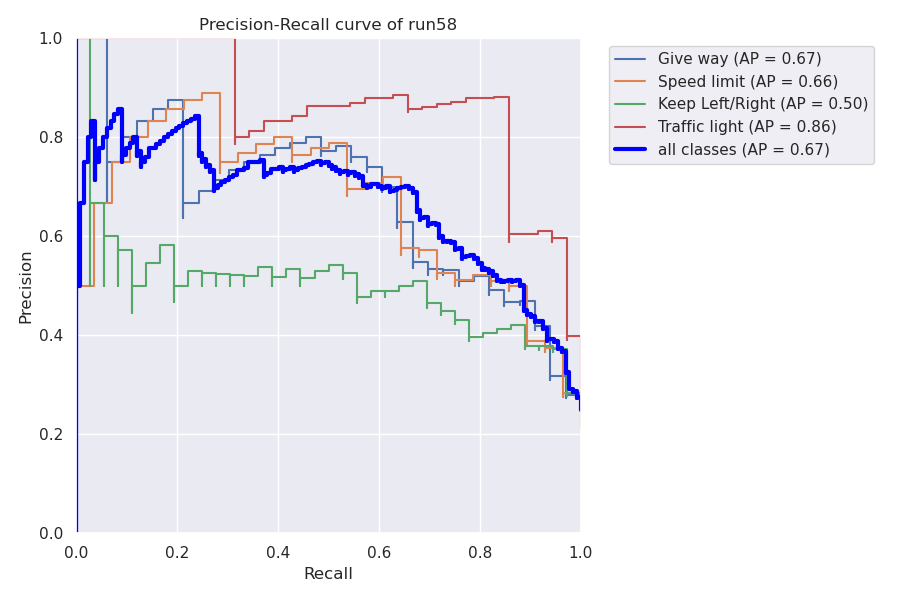 Precision-Recall curve of run58
Precision
1.0
0.8
0.6
0.4
0.2
0.0
0.0 0.2 0.4 0.6 0.8 1.0
Recall
Give way (AP = 0.67)
Speed limit (AP = 0.66)
Keep Left/Right (AP = 0.50)
Traffic light (AP = 0.86)
all classes (AP = 0.67)